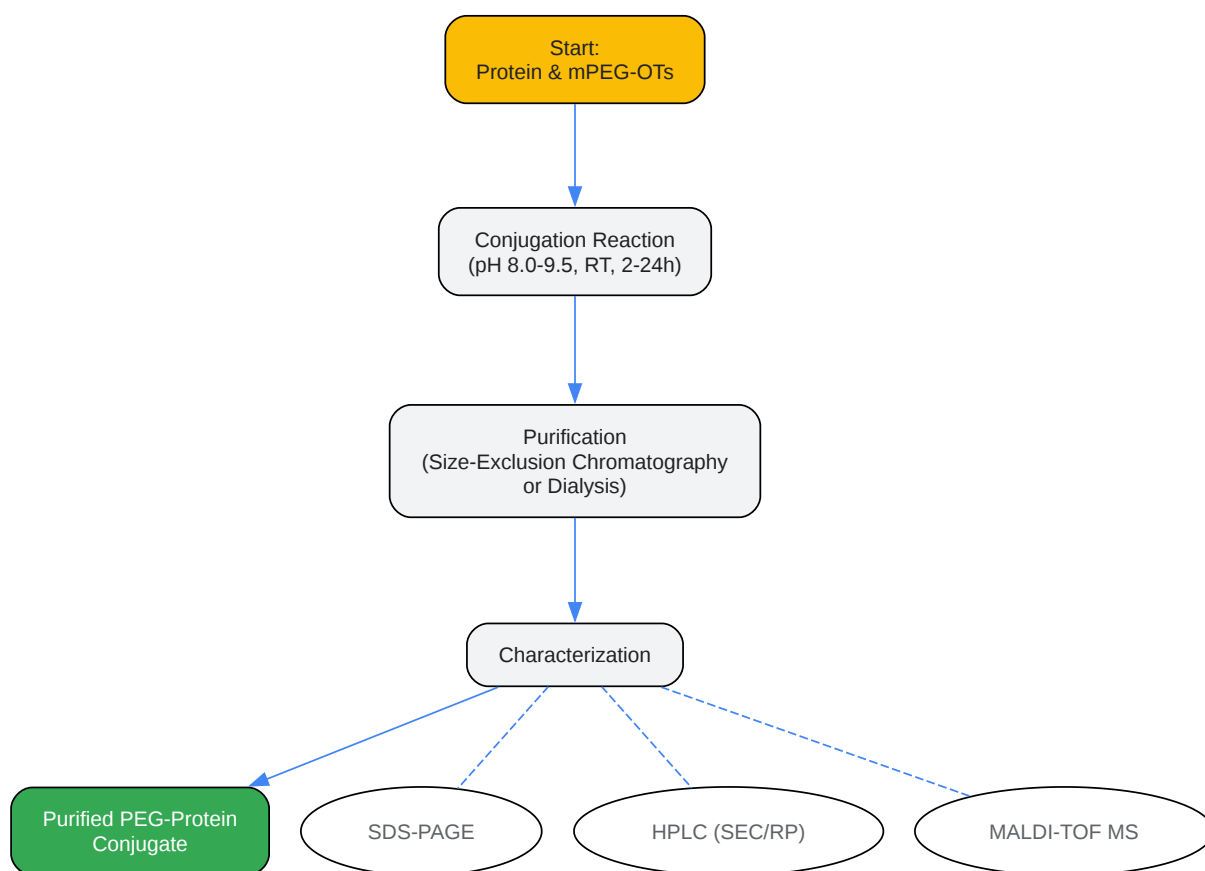 Start:
Protein & mPEG-OTs
Conjugation Reaction
(pH 8.0-9.5, RT, 2-24h)
Purification
(Size-Exclusion Chromatography
or Dialysis)
Characterization
Purified PEG-Protein
Conjugate
SDS-PAGE
HPLC (SEC/RP)
MALDI-TOF MS